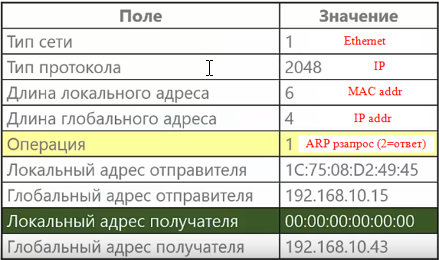 Поле Значение
Тип сети 1 Ethernet
Тип протокола 2048 IP
Длина локального адреса 6 MAC addr
Длина глобального адреса 4 IP addr
Операция 1 ARP рзапрос (2=ответ)
Локальный адрес отправителя 1C:75:08:D2:49:45
Глобальный адрес отправителя 192.168.10.15
Локальный адрес получателя 00:00:00:00:00:00
Глобальный адрес получателя 192.168.10.43